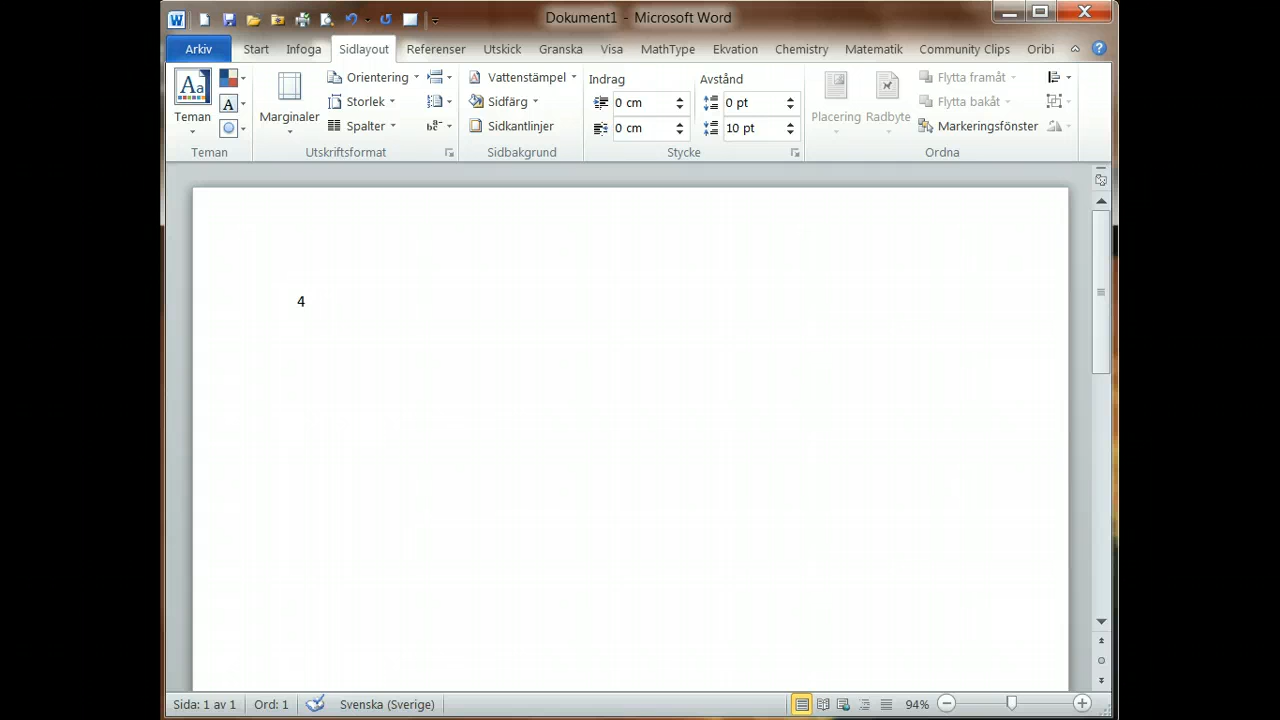 Dokument1 - Microsoft Word
Arkiv Start Infoga Sidlayout Referenser Utskick Granska Visa MathType Ekvation Chemistry Matematik Community Clips Oribi
Aa Teman
Teman
Marginaler
Orientering
Storlek
Spalter
Utskriftsformat
Vattenstämpel
Sidfärg
Sidkantlinjer
Sidbakgrund
Indrag
0 cm
0 cm
Avstånd
0 pt
10 pt
Stycke
Placering
Radbyte
Flytta framåt
Flytta bakåt
Markeringsfönster
Ordna
4
Sida: 1 av 1 Ord: 1 Svenska (Sverige) 94%